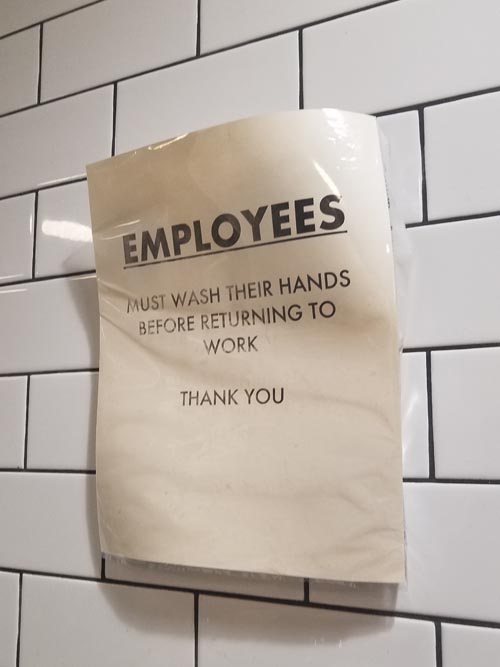 EMPLOYEES
MUST WASH THEIR HANDS
BEFORE RETURNING TO
WORK
THANK YOU